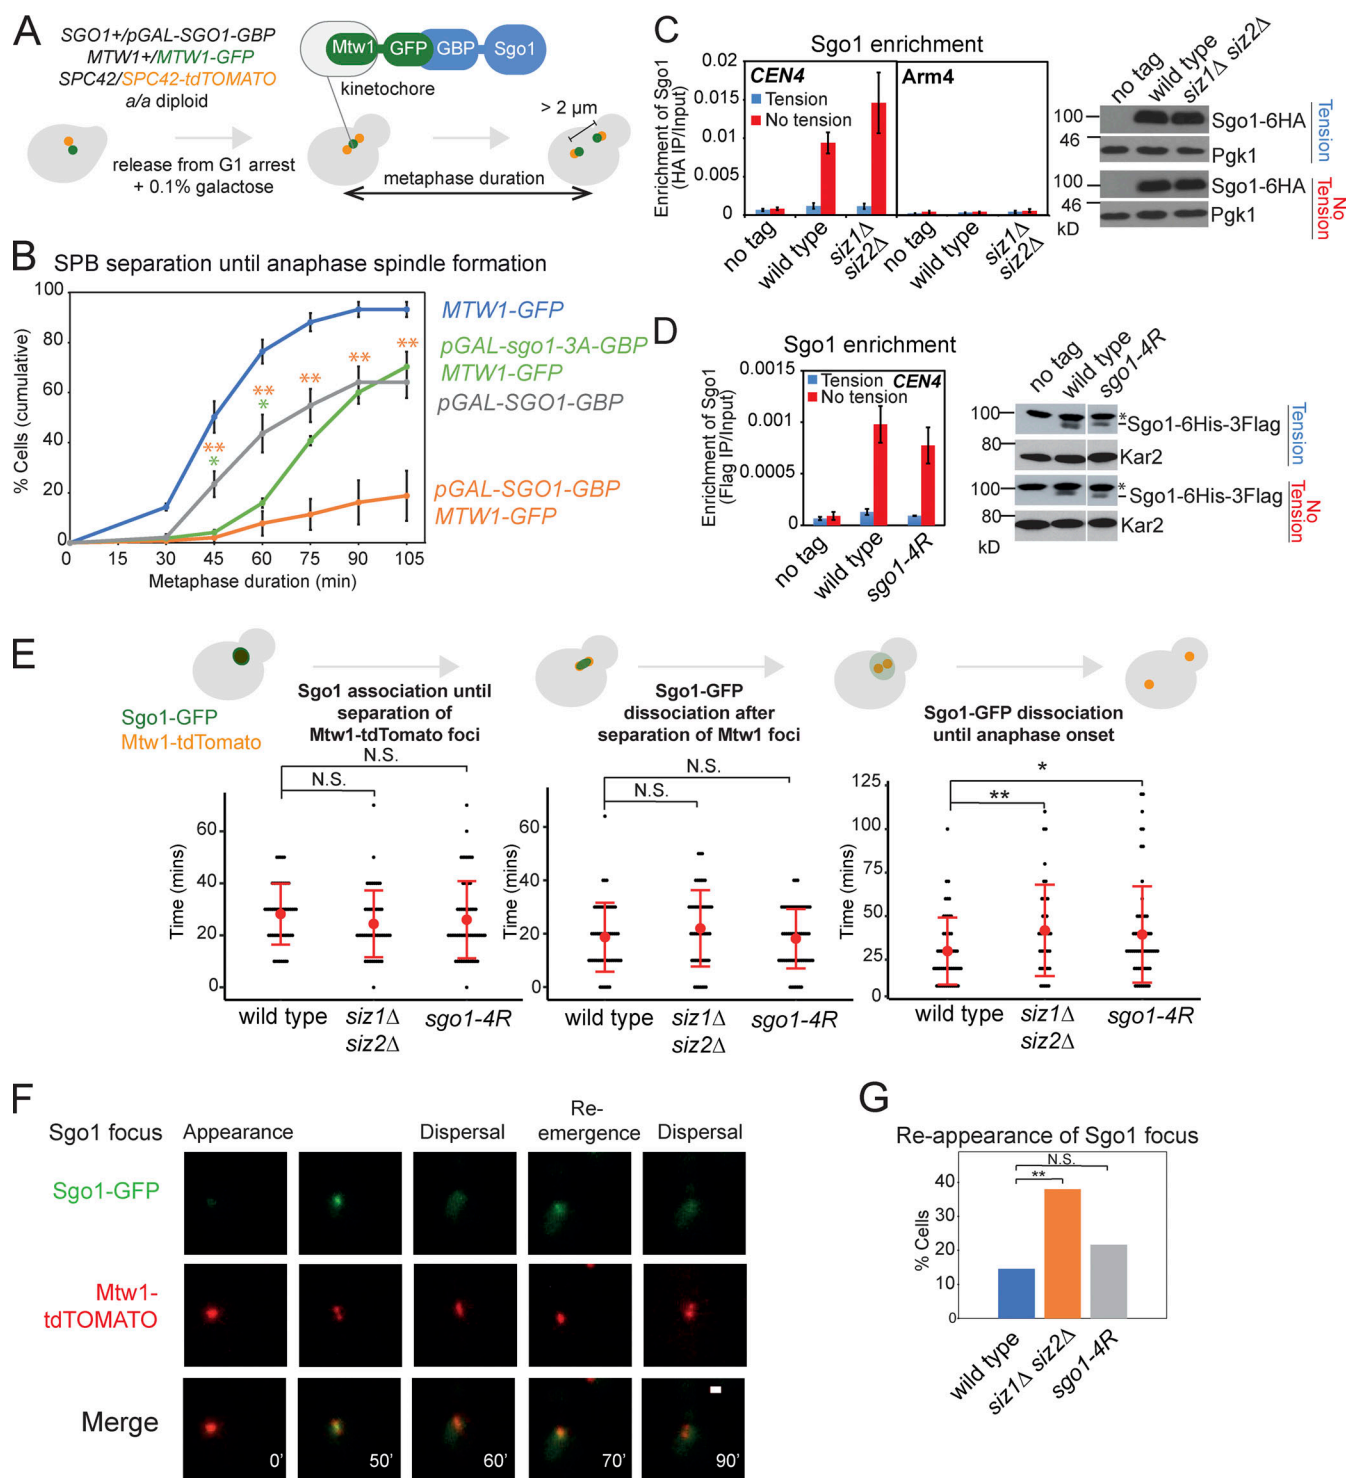 A
SGO1+/pGAL-SGO1-GBP
MTW1+/MTW1-GFP
SPC42/SPC42-tdTOMATO
a/a diploid
Mtw1
GFP
GBP
Sgo1
kinetochore
> 2 µm
release from G1 arrest
+ 0.1% galactose
metaphase duration
B
SPB separation until anaphase spindle formation
% Cells (cumulative)
100
80
60
40
20
0
0 15 30 45 60 75 90 105
Metaphase duration (min)
** * ** * ** ** **
MTW1-GFP
pGAL-sgo1-3A-GBP
MTW1-GFP
pGAL-SGO1-GBP
pGAL-SGO1-GBP
MTW1-GFP
C
Sgo1 enrichment
Enrichment of Sgo1
(HA IP/Input)
0.02
0.015
0.01
0.005
0
CEN4
Tension
No tension
Arm4
no tag
wild type
siz1Δ
siz2Δ
no tag
wild type
siz1Δ
siz2Δ
no tag
wild type
siz1Δ siz2Δ
100
46
100
46
kD
Sgo1-6HA
Pgk1
Sgo1-6HA
Pgk1
Tension
No
Tension
D
Sgo1 enrichment
Enrichment of Sgo1
(Flag IP/Input)
0.0015
0.001
0.0005
0
Tension
No tension
CEN4
no tag
wild type
sgo1-4R
no tag
wild type
sgo1-4R
100
80
100
80
kD
*
Sgo1-6His-3Flag
Kar2
*
Sgo1-6His-3Flag
Kar2
Tension
No
Tension
E
Sgo1-GFP
Mtw1-tdTomato
Sgo1 association until
separation of
Mtw1-tdTomato foci
Sgo1-GFP
dissociation after
separation of Mtw1 foci
Sgo1-GFP dissociation
until anaphase onset
Time (mins)
60
40
20
0
N.S.
N.S.
wild type
siz1Δ
siz2Δ
sgo1-4R
Time (mins)
60
40
20
0
N.S.
N.S.
wild type
siz1Δ
siz2Δ
sgo1-4R
Time (mins)
125
100
75
50
25
0
*
**
wild type
siz1Δ
siz2Δ
sgo1-4R
F
Sgo1 focus
Appearance
Dispersal
Re-
emergence
Dispersal
Sgo1-GFP
Mtw1-
tdTOMATO
Merge
0’
50’
60’
70’
90’
G
Re-appearance of Sgo1 focus
% Cells
40
30
20
10
0
N.S.
**
wild type
siz1Δ siz2Δ
sgo1-4R